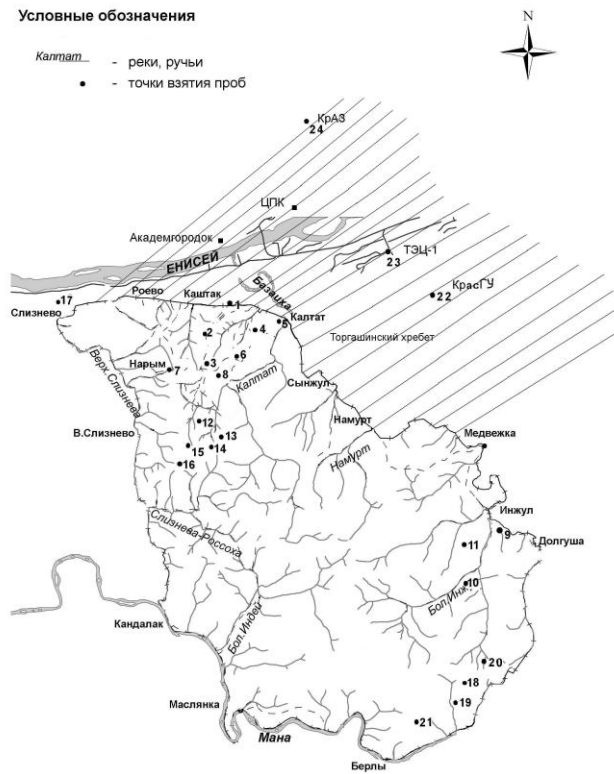 Условные обозначения
N
Калтат - реки, ручьи
- точки взятия проб
КрАЗ
24
ЦПК
Академгородок
ЕНИСЕЙ
ТЭЦ-1
23
Базаиха
КрасГУ
22
17
Слизнево
Роево
Каштак
1
Калтат
5
4
2
Торгашинский хребет
3
6
Нарым
7
8
Калтат
Сынжул
Верх.Слизнева
Намурт
12
13
Медвежка
В.Слизнево
15
14
Намурт
16
Инжул
Слизнева-Россоха
9
Долгуша
11
10
Бол.Инж.
Кандалак
Бол.Индей
20
18
Маслянка
19
21
Мана
Берлы